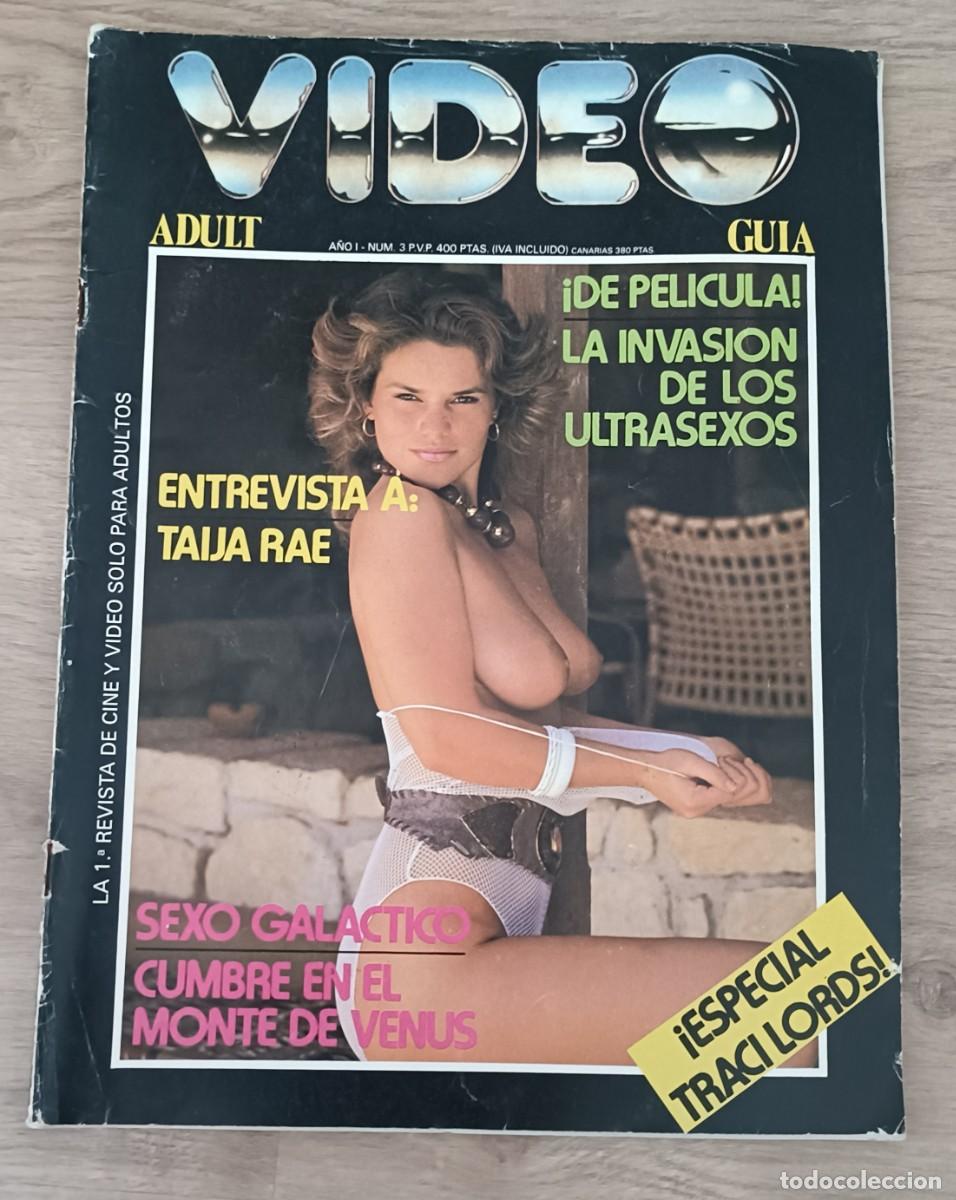 VIDEO
ADULT GUIA
AÑO I - NUM. 3 P.V.P. 400 PTAS. (IVA INCLUIDO) CANARIAS 380 PTAS.
¡DE PELICULA!
LA INVASION
DE LOS
ULTRASEXOS
ENTREVISTA A:
TAIJA RAE
LA 1.ª REVISTA DE CINE Y VIDEO SOLO PARA ADULTOS
SEXO GALACTICO
CUMBRE EN EL
MONTE DE VENUS
¡ESPECIAL
TRACI LORDS!
todocoleccion